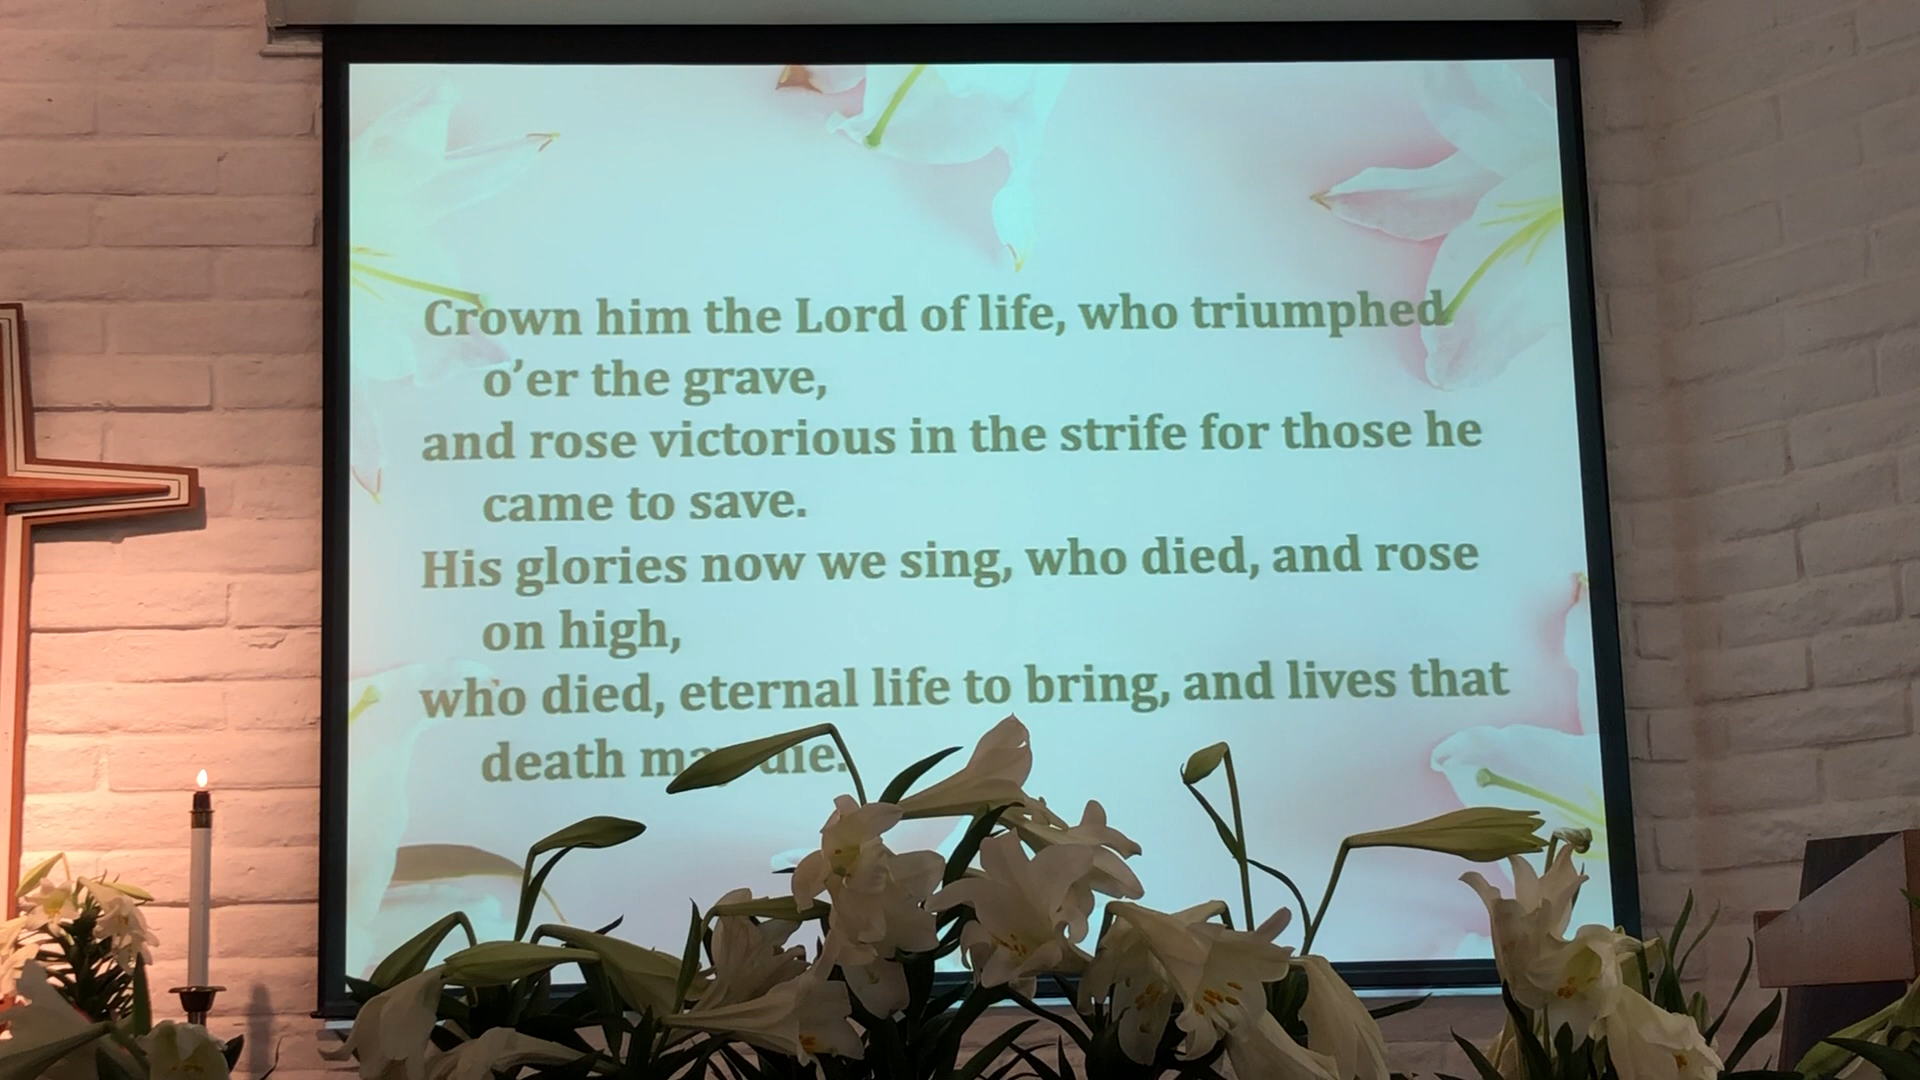 Crown him the Lord of life, who triumphed
o’er the grave,
and rose victorious in the strife for those he
came to save.
His glories now we sing, who died, and rose
on high,
who died, eternal life to bring, and lives that
death may die.